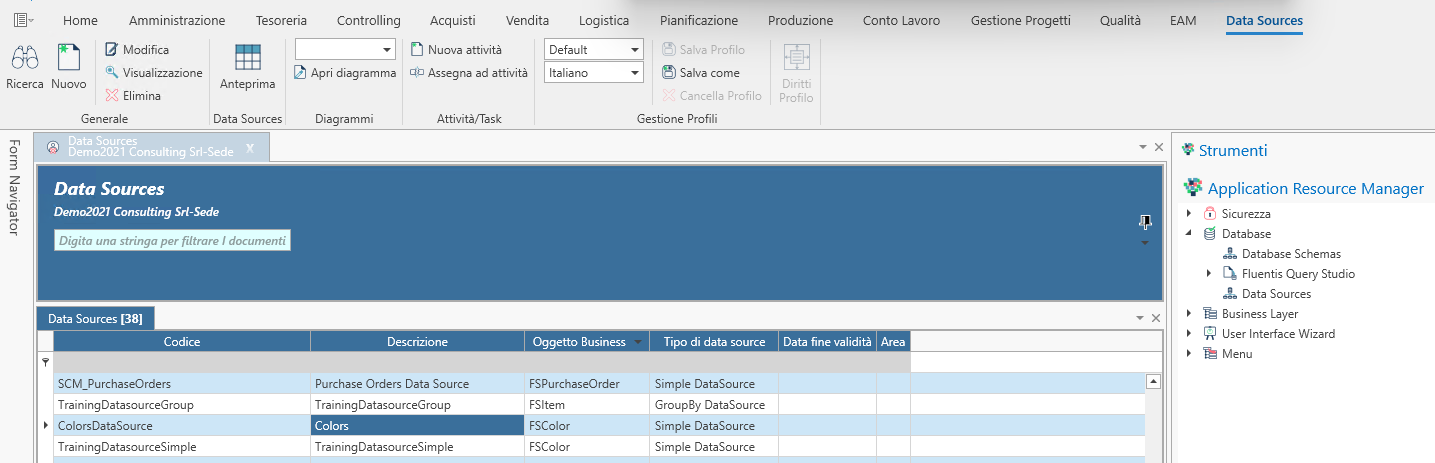 Home Amministrazione Tesoreria Controlling Acquisti Vendita Logistica Pianificazione Produzione Conto Lavoro Gestione Progetti Qualità EAM Data Sources
Ricerca
Nuovo
Modifica
Visualizzazione
Elimina
Generale
Anteprima
Data Sources
Apri diagramma
Diagrammi
Nuova attività
Assegna ad attività
Attività/Task
Default
Italiano
Salva Profilo
Salva come
Cancella Profilo
Gestione Profili
Diritti
Profilo
Form Navigator
Data Sources
Demo2021 Consulting Srl-Sede X
Data Sources
Demo2021 Consulting Srl-Sede
Digita una stringa per filtrare I documenti
Data Sources [38]
Codice Descrizione Oggetto Business Tipo di data source Data fine validità Area
SCM_PurchaseOrders Purchase Orders Data Source FSPurchaseOrder Simple DataSource
TrainingDatasourceGroup TrainingDatasourceGroup FSItem GroupBy DataSource
ColorsDataSource Colors FSColor Simple DataSource
TrainingDatasourceSimple TrainingDatasourceSimple FSColor Simple DataSource
Strumenti
Application Resource Manager
Sicurezza
Database
Database Schemas
Fluentis Query Studio
Data Sources
Business Layer
User Interface Wizard
Menu